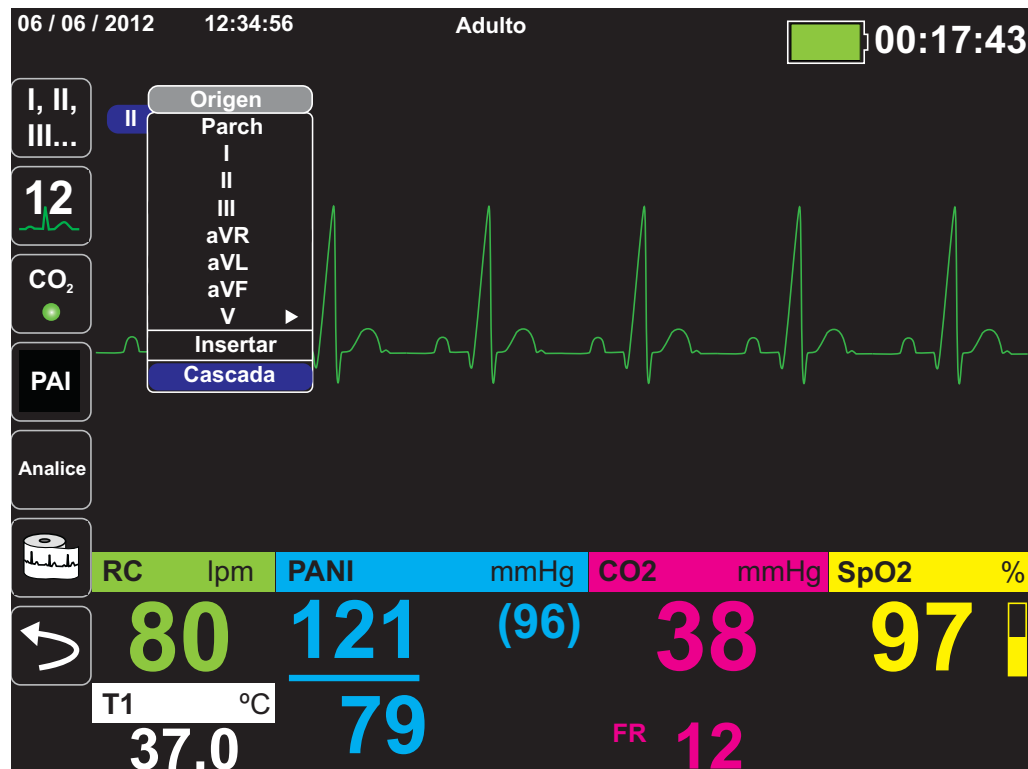 06 / 06 / 2012 12:34:56 Adulto 00:17:43
I, II,
III...
12
CO₂
PAI
Analice
II
Origen
Parch
I
II
III
aVR
aVL
aVF
V
Insertar
Cascada
RC lpm
80
PANI mmHg
121 (96)
79
CO2 mmHg
38
FR 12
SpO2 %
97
T1 ºC
37.0